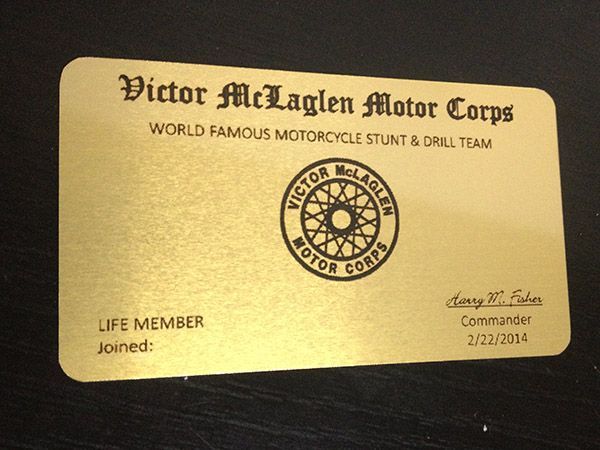 Victor McLaglen Motor Corps
WORLD FAMOUS MOTORCYCLE STUNT & DRILL TEAM
VICTOR McLAGLEN
MOTOR CORPS
Harry M. Fisher
LIFE MEMBER
Commander
Joined:
2/22/2014